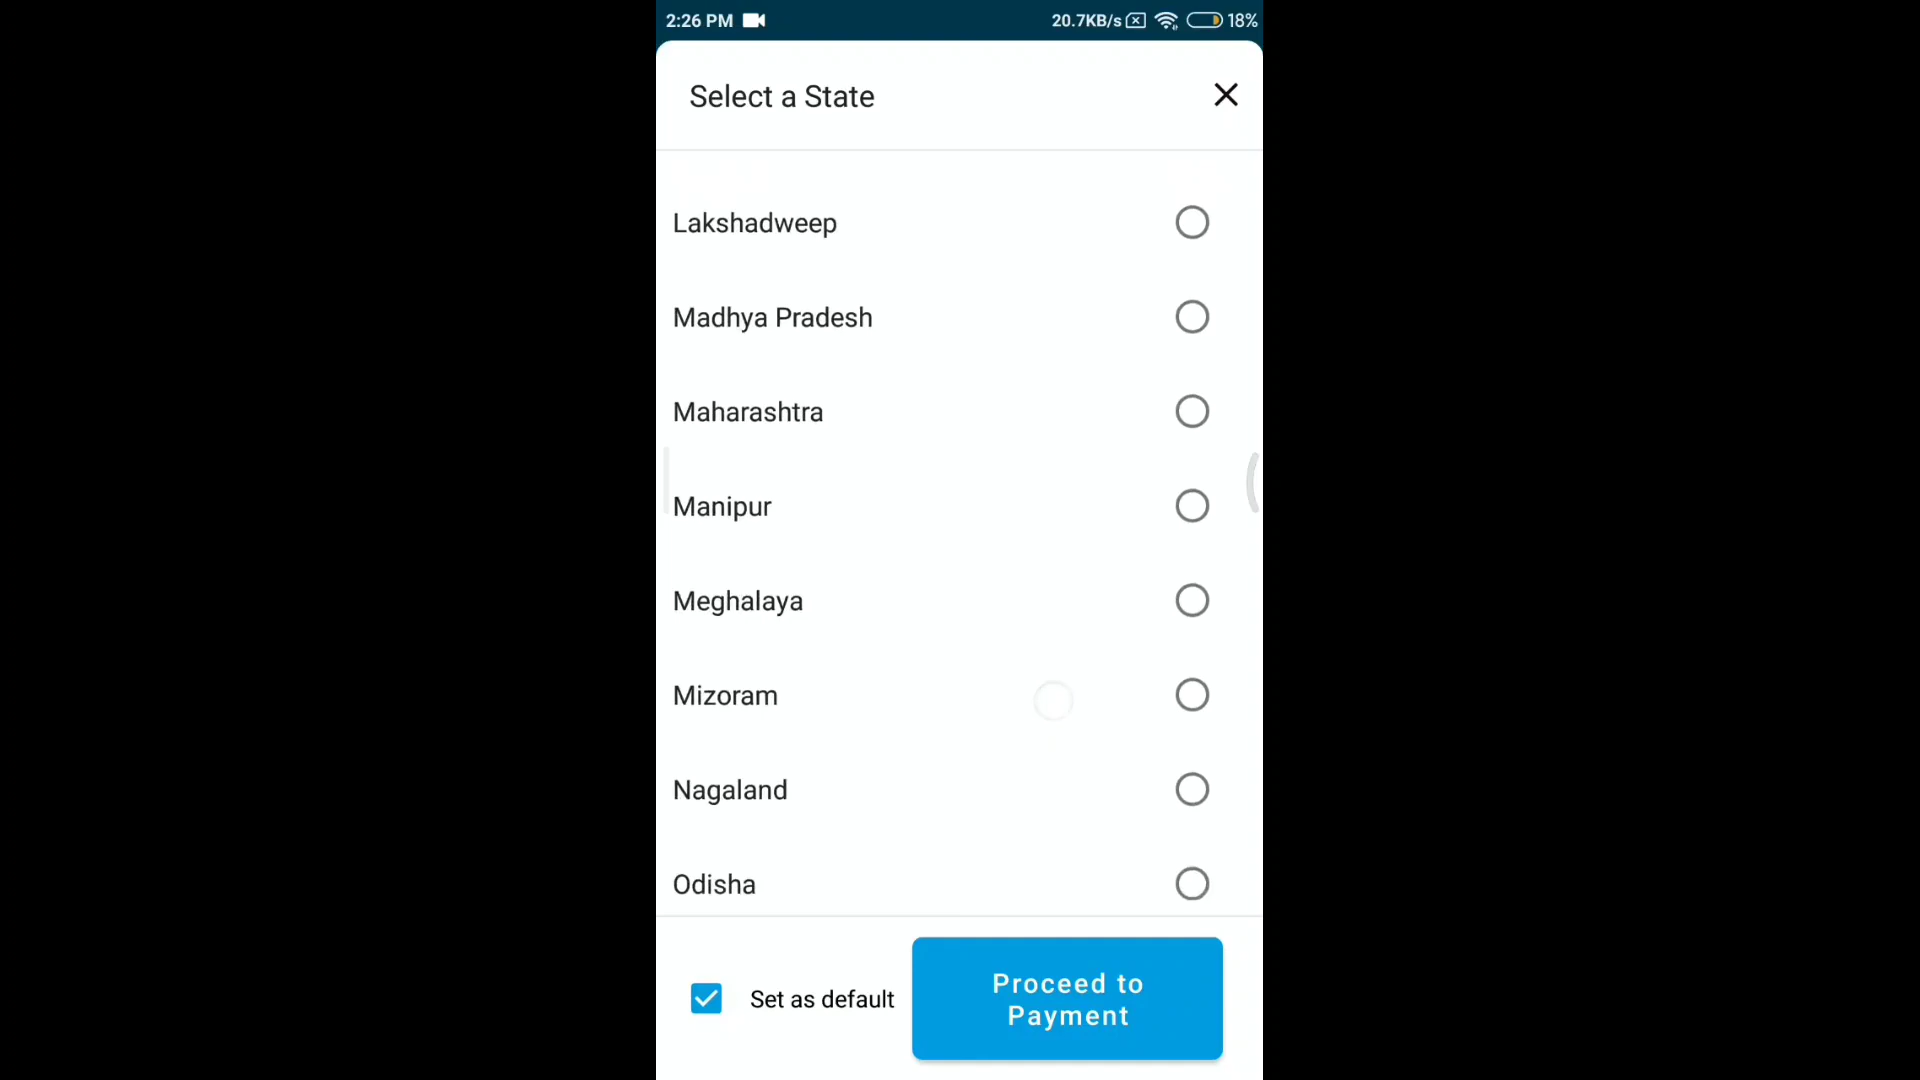 2:26 PM 20.7KB/s 18%
Select a State
Lakshadweep
Madhya Pradesh
Maharashtra
Manipur
Meghalaya
Mizoram
Nagaland
Odisha
Set as default
Proceed to
Payment